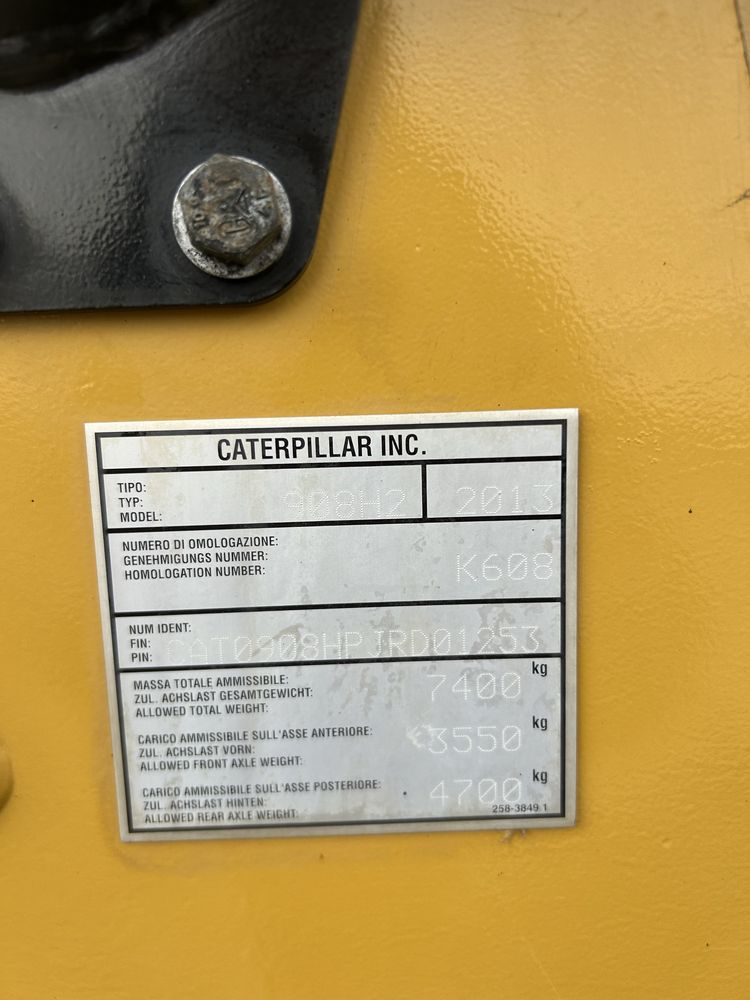 CATERPILLAR INC.
TIPO:
TYP:
MODEL:
908H2
2013
NUMERO DI OMOLOGAZIONE:
GENEHMIGUNGS NUMMER:
HOMOLOGATION NUMBER:
K608
NUM IDENT:
FIN:
PIN:
CAT0908HPJRD01253
MASSA TOTALE AMMISSIBILE:
ZUL. ACHSLAST GESAMTGEWICHT:
ALLOWED TOTAL WEIGHT:
7400 kg
CARICO AMMISSIBILE SULL'ASSE ANTERIORE:
ZUL. ACHSLAST VORN:
ALLOWED FRONT AXLE WEIGHT:
3550 kg
CARICO AMMISSIBILE SULL'ASSE POSTERIORE:
ZUL. ACHSLAST HINTEN:
ALLOWED REAR AXLE WEIGHT:
4700 kg
258-3849 1